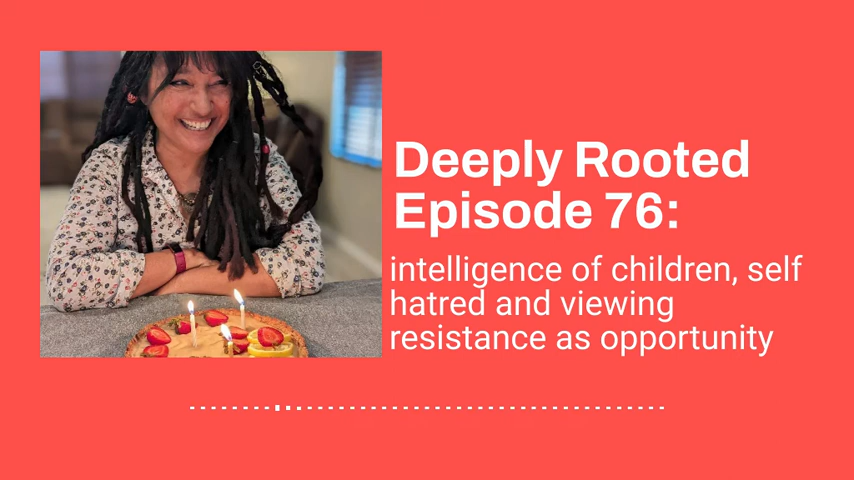 Deeply Rooted
Episode 76:
intelligence of children, self
hatred and viewing
resistance as opportunity